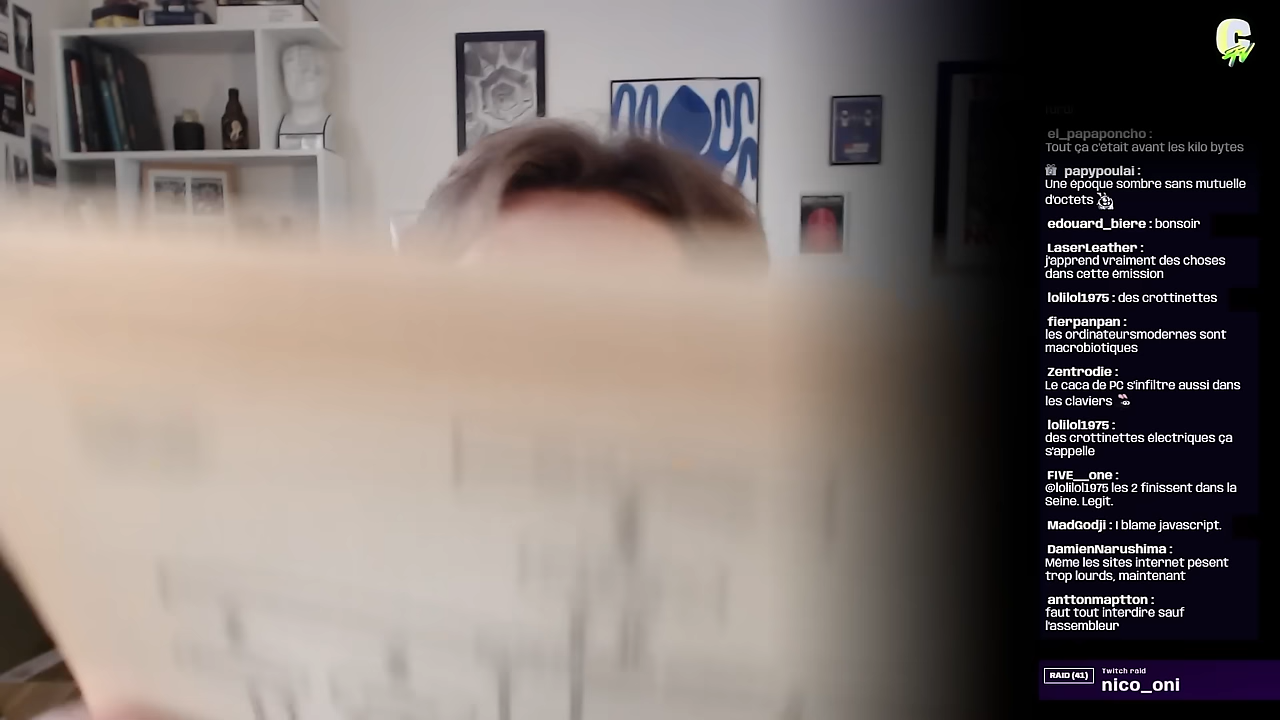 C
TV
el_papaponcho :
Tout ça c'était avant les kilo bytes
papypoulai :
Une époque sombre sans mutuelle
d'octets
edouard_biere : bonsoir
LaserLeather :
j'apprend vraiment des choses
dans cette émission
lolilol1975 : des crottinettes
fierpanpan :
les ordinateursmodernes sont
macrobiotiques
Zentrodie :
Le caca de PC s'infiltre aussi dans
les claviers
lolilol1975 :
des crottinettes électriques ça
s'appelle
FIVE__one :
@lolilol1975 les 2 finissent dans la
Seine. Legit.
MadGodji : I blame javascript.
DamienNarushima :
Même les sites internet pèsent
trop lourds, maintenant
anttonmaptton :
faut tout interdire sauf
l'assembleur
RAID (41)
Twitch raid
nico_oni